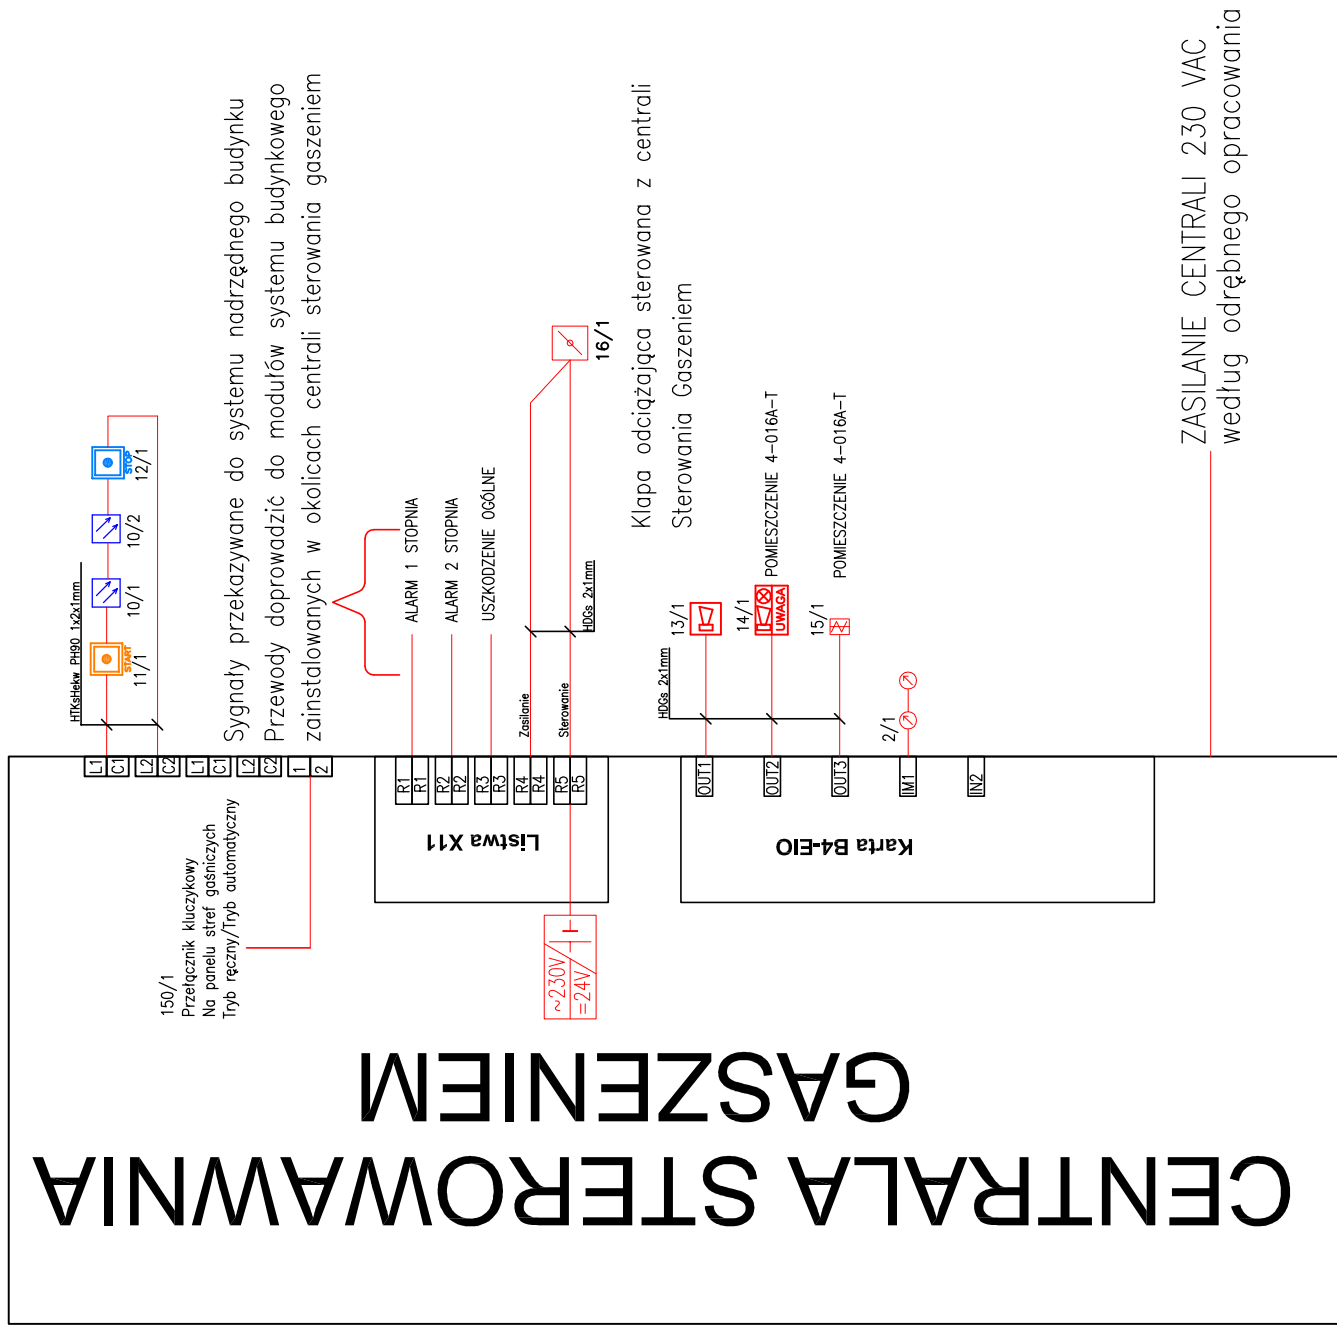 HTKsHekw PH90 1x2x1mm
START
11/1
10/1
10/2
STOP
12/1
L1
C1
L2
C2
L1
C1
L2
C2
1
2
Sygnały przekazywane do systemu nadrzędnego budynku
Przewody doprowadzić do modułów systemu budynkowego
zainstalowanych w okolicach centrali sterowania gaszeniem
150/1
Przełącznik kluczykowy
Na panelu stref gaśniczych
Tryb ręczny/Tryb automatyczny
ALARM 1 STOPNIA
ALARM 2 STOPNIA
USZKODZENIE OGÓLNE
Zasilanie
Sterowanie
HDGs 2x1mm
16/1
R1
R1
R2
R2
R3
R3
R4
R4
R5
R5
Listwa X11
~230V
=24V
Klapa odciążająca sterowana z centrali
Sterowania Gaszeniem
HDGs 2x1mm
13/1
14/1
UWAGA
POMIESZCZENIE 4-016A-T
15/1
POMIESZCZENIE 4-016A-T
2/1
OUT1
OUT2
OUT3
IM1
IN2
Karta B4-EIO
ZASILANIE CENTRALI 230 VAC
według odrębnego opracowania
CENTRALA STEROWAWNIA
GASZENIEM